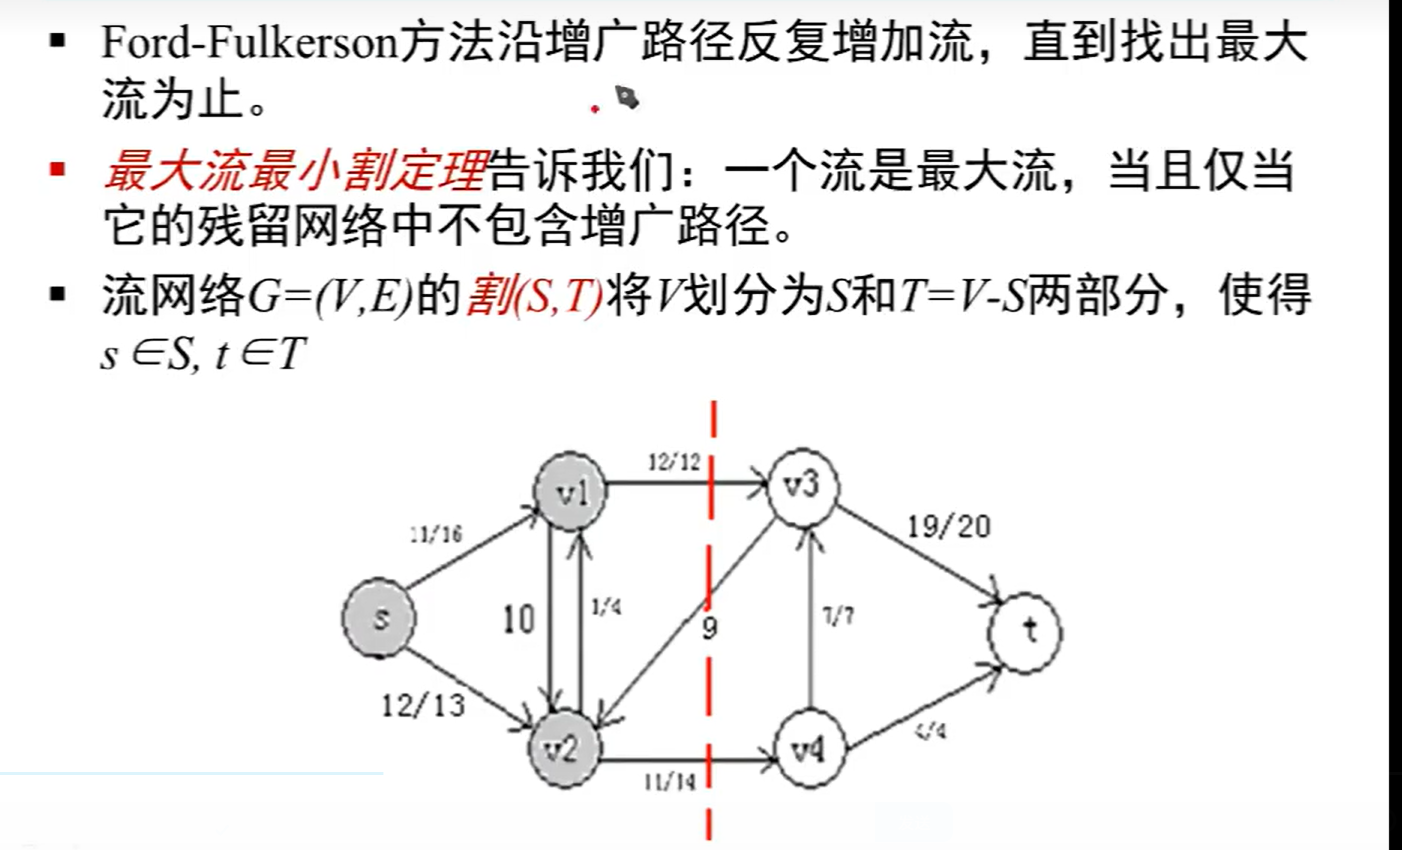 ▪ Ford-Fulkerson方法沿增广路径反复增加流，直到找出最大
流为止。
▪ 最大流最小割定理告诉我们：一个流是最大流，当且仅当
它的残留网络中不包含增广路径。
▪ 流网络G=(V,E)的割(S,T)将V划分为S和T=V-S两部分，使得
s∈S, t∈T
12/12
v1
v3
11/16
19/20
s
10
1/4
9
7/7
t
12/13
v2
v4
4/4
11/14